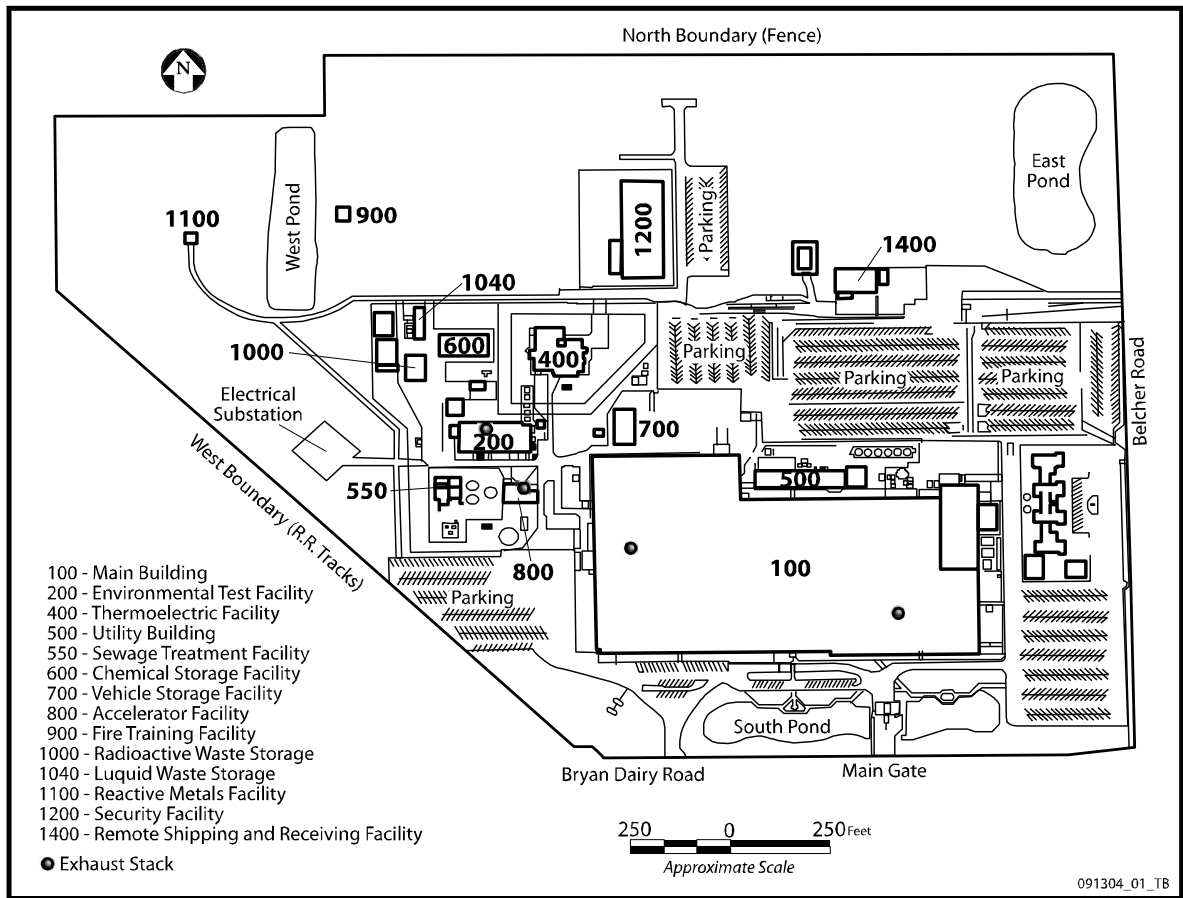 North Boundary (Fence)
N
East
Pond
West Pond
1100
900
1200
Parking
1400
1040
600
400
1000
Parking
Parking
Parking
Belcher Road
Electrical
Substation
200
700
West Boundary (R.R. Tracks)
550
500
800
100
Parking
100 - Main Building
200 - Environmental Test Facility
400 - Thermoelectric Facility
500 - Utility Building
550 - Sewage Treatment Facility
600 - Chemical Storage Facility
700 - Vehicle Storage Facility
800 - Accelerator Facility
900 - Fire Training Facility
1000 - Radioactive Waste Storage
1040 - Luquid Waste Storage
1100 - Reactive Metals Facility
1200 - Security Facility
1400 - Remote Shipping and Receiving Facility
Exhaust Stack
South Pond
Bryan Dairy Road
Main Gate
250 0 250 Feet
Approximate Scale
091304_01_TB